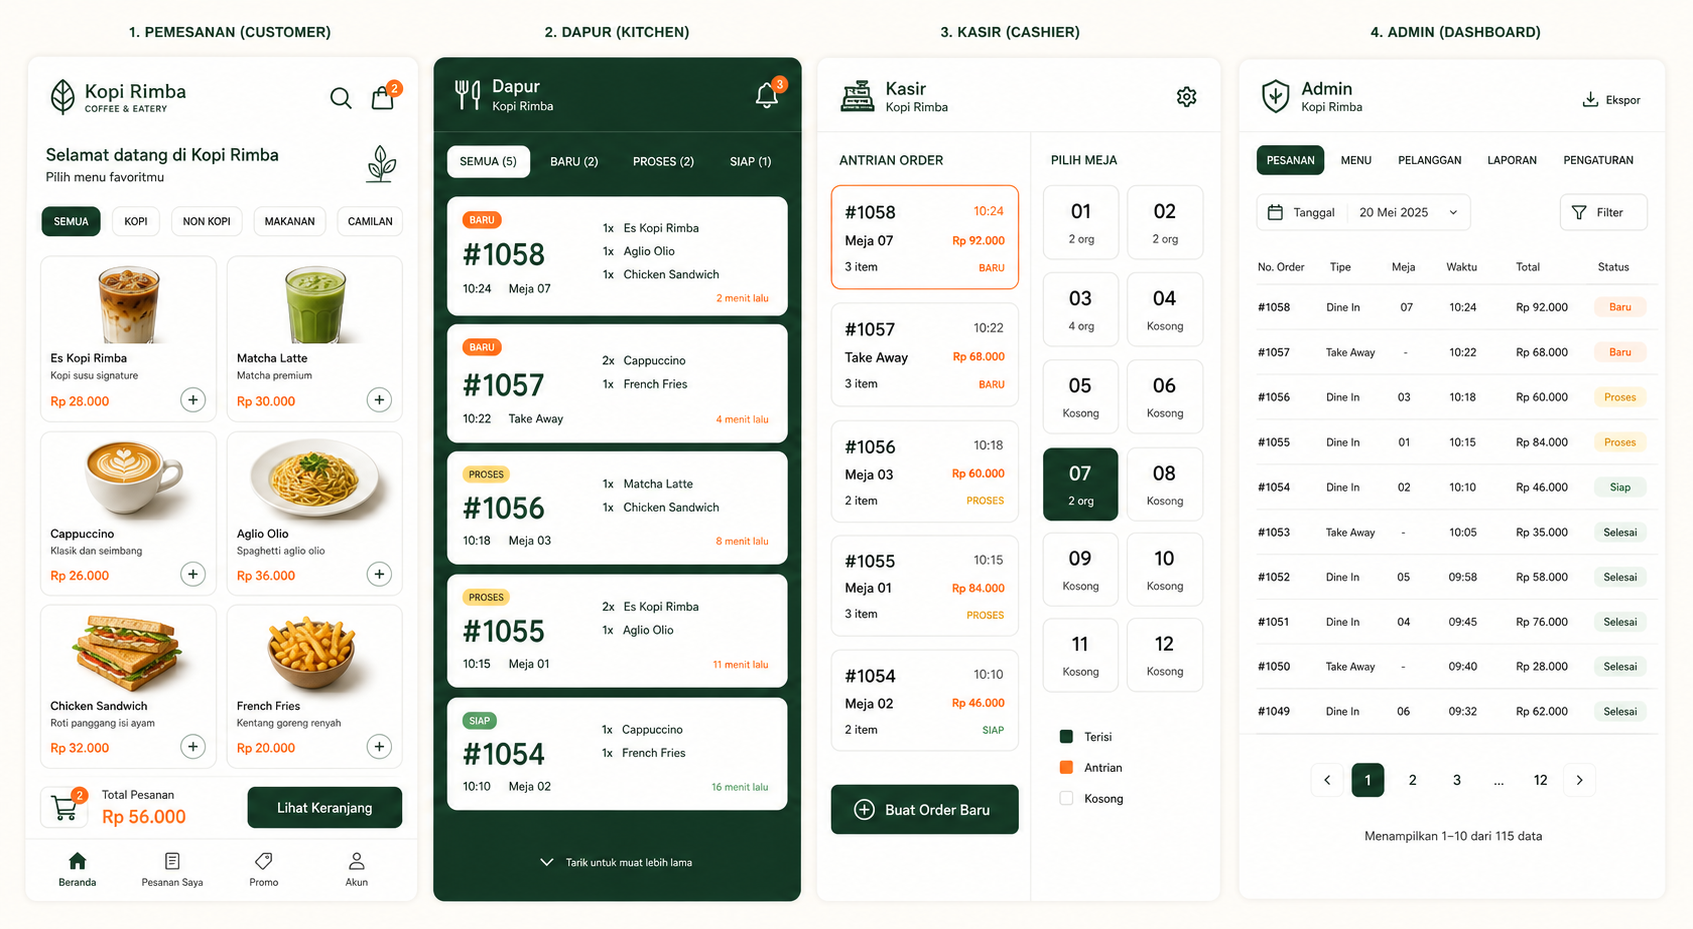 1. PEMESANAN (CUSTOMER)
Kopi Rimba
COFFEE & EATERY
2
Selamat datang di Kopi Rimba
Pilih menu favoritmu
SEMUA KOPI NON KOPI MAKANAN CAMILAN
Es Kopi Rimba
Kopi susu signature
Rp 28.000
+
Matcha Latte
Matcha premium
Rp 30.000
+
Cappuccino
Klasik dan seimbang
Rp 26.000
+
Aglio Olio
Spaghetti aglio olio
Rp 36.000
+
Chicken Sandwich
Roti panggang isi ayam
Rp 32.000
+
French Fries
Kentang goreng renyah
Rp 20.000
+
2
Total Pesanan
Rp 56.000
Lihat Keranjang
Beranda Pesanan Saya Promo Akun
2. DAPUR (KITCHEN)
Dapur
Kopi Rimba
3
SEMUA (5) BARU (2) PROSES (2) SIAP (1)
BARU
#1058
10:24 Meja 07
1x Es Kopi Rimba
1x Aglio Olio
1x Chicken Sandwich
2 menit lalu
BARU
#1057
10:22 Take Away
2x Cappuccino
1x French Fries
4 menit lalu
PROSES
#1056
10:18 Meja 03
1x Matcha Latte
1x Chicken Sandwich
8 menit lalu
PROSES
#1055
10:15 Meja 01
2x Es Kopi Rimba
1x Aglio Olio
11 menit lalu
SIAP
#1054
10:10 Meja 02
1x Cappuccino
1x French Fries
16 menit lalu
Tarik untuk muat lebih lama
3. KASIR (CASHIER)
Kasir
Kopi Rimba
ANTRIAN ORDER
#1058 10:24
Meja 07 Rp 92.000
3 item BARU
#1057 10:22
Take Away Rp 68.000
3 item BARU
#1056 10:18
Meja 03 Rp 60.000
2 item PROSES
#1055 10:15
Meja 01 Rp 84.000
3 item PROSES
#1054 10:10
Meja 02 Rp 46.000
2 item SIAP
Buat Order Baru
PILIH MEJA
01 02
2 org 2 org
03 04
4 org Kosong
05 06
Kosong Kosong
07 08
2 org Kosong
09 10
Kosong Kosong
11 12
Kosong Kosong
Terisi
Antrian
Kosong
4. ADMIN (DASHBOARD)
Admin
Kopi Rimba
Ekspor
PESANAN MENU PELANGGAN LAPORAN PENGATURAN
Tanggal 20 Mei 2025 Filter
No. Order Tipe Meja Waktu Total Status
#1058 Dine In 07 10:24 Rp 92.000 Baru
#1057 Take Away - 10:22 Rp 68.000 Baru
#1056 Dine In 03 10:18 Rp 60.000 Proses
#1055 Dine In 01 10:15 Rp 84.000 Proses
#1054 Dine In 02 10:10 Rp 46.000 Siap
#1053 Take Away - 10:05 Rp 35.000 Selesai
#1052 Dine In 05 09:58 Rp 58.000 Selesai
#1051 Dine In 04 09:45 Rp 76.000 Selesai
#1050 Take Away - 09:40 Rp 28.000 Selesai
#1049 Dine In 06 09:32 Rp 62.000 Selesai
1 2 3 ... 12
Menampilkan 1–10 dari 115 data